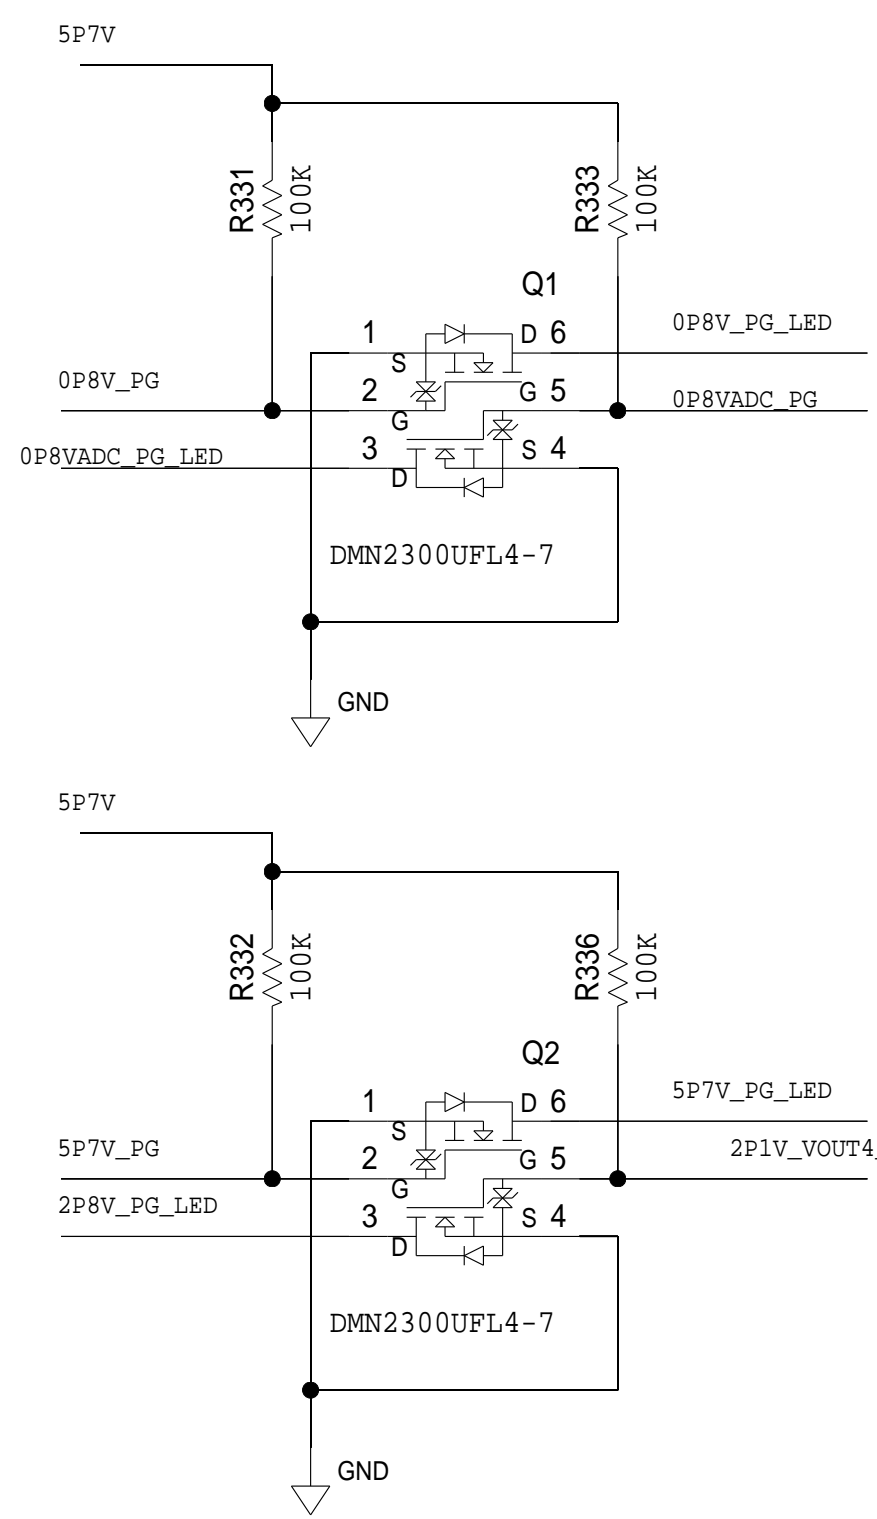 5P7V
R331
100K
R333
100K
Q1
1
S
D 6
0P8V_PG_LED
0P8V_PG
2
G
G 5
0P8VADC_PG
0P8VADC_PG_LED
3
D
S 4
DMN2300UFL4-7
GND
5P7V
R332
100K
R336
100K
Q2
1
S
D 6
5P7V_PG_LED
5P7V_PG
2
G
G 5
2P1V_VOUT4_
2P8V_PG_LED
3
D
S 4
DMN2300UFL4-7
GND